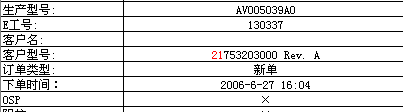 生产型号: AV005039A0
E工号: 130337
客户名:
客户型号: 21753203000 Rev. A
订单类型: 新单
下单时间: 2006-6-27 16:04
OSP ×